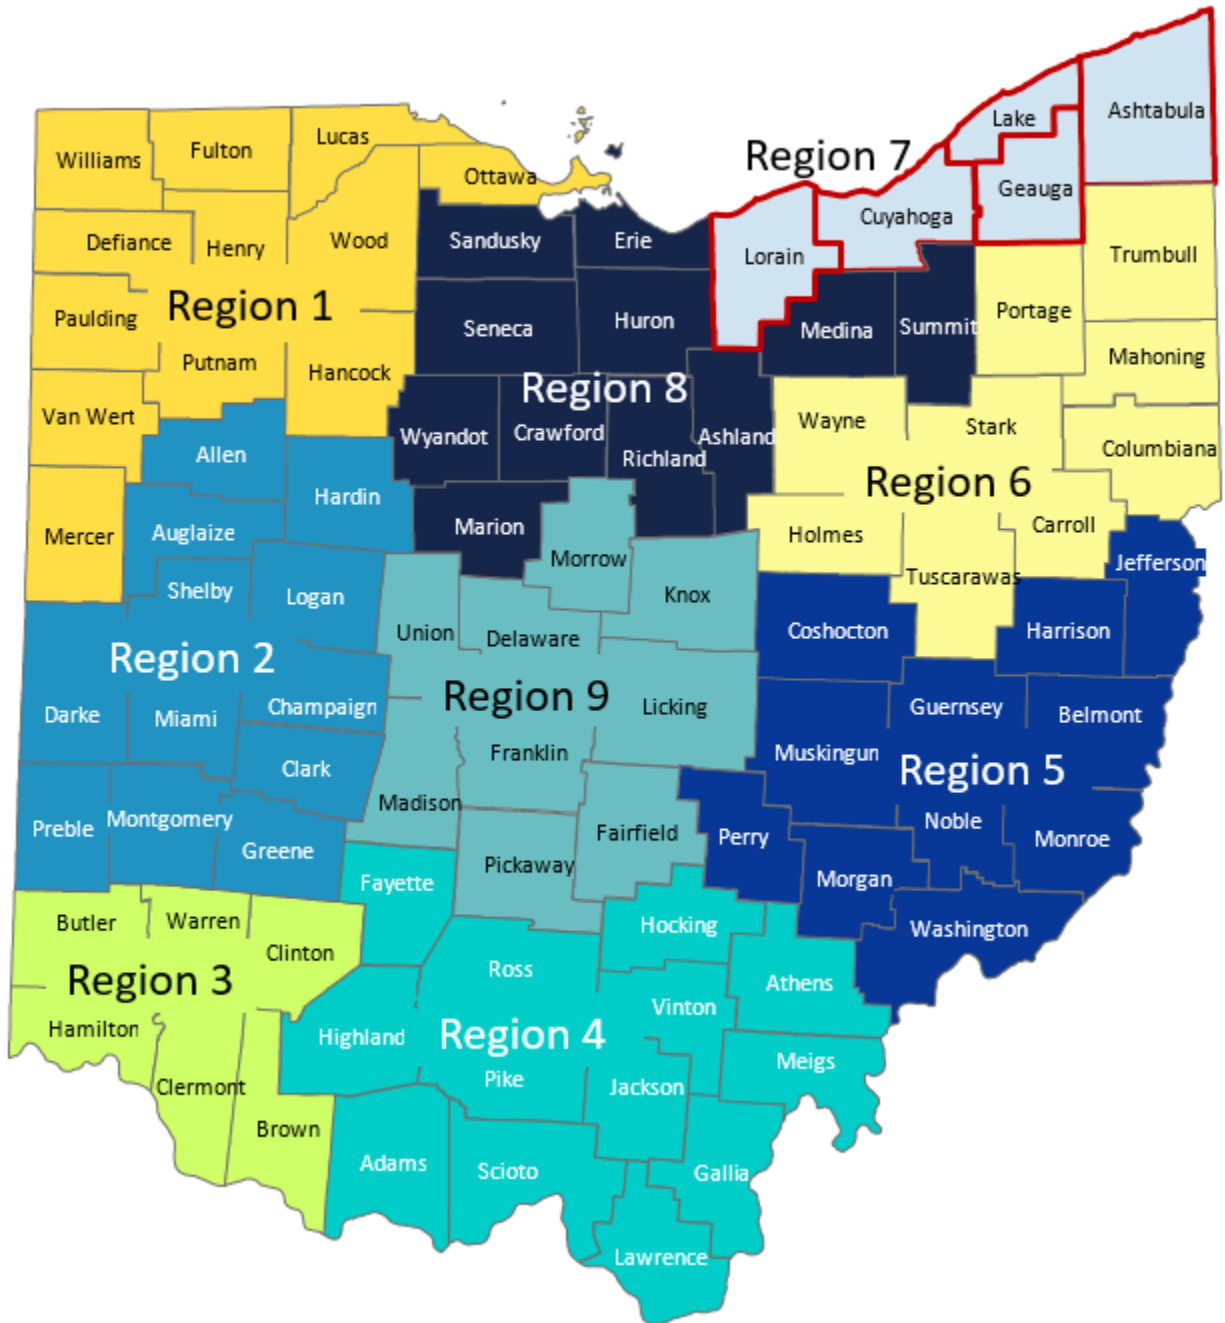 Ashtabula
Lake
Lucas
Fulton
Williams
Region 7
Ottawa
Geauga
Cuyahoga
Defiance
Henry
Wood
Sandusky
Erie
Lorain
Trumbull
Region 1
Paulding
Seneca
Huron
Medina
Summit
Portage
Putnam
Hancock
Mahoning
Region 8
Van Wert
Wyandot
Crawford
Richland
Ashland
Wayne
Stark
Columbiana
Allen
Region 6
Hardin
Mercer
Auglaize
Marion
Holmes
Carroll
Morrow
Jefferson
Tuscarawas
Shelby
Logan
Knox
Union
Delaware
Coshocton
Harrison
Region 2
Region 9
Darke
Miami
Champaign
Licking
Guernsey
Belmont
Franklin
Muskingun
Region 5
Clark
Madison
Preble
Montgomery
Fairfield
Perry
Noble
Monroe
Greene
Pickaway
Morgan
Fayette
Butler
Warren
Hocking
Washington
Clinton
Region 3
Ross
Athens
Hamilton
Highland
Region 4
Vinton
Meigs
Clermont
Pike
Jackson
Brown
Adams
Scioto
Gallia
Lawrence